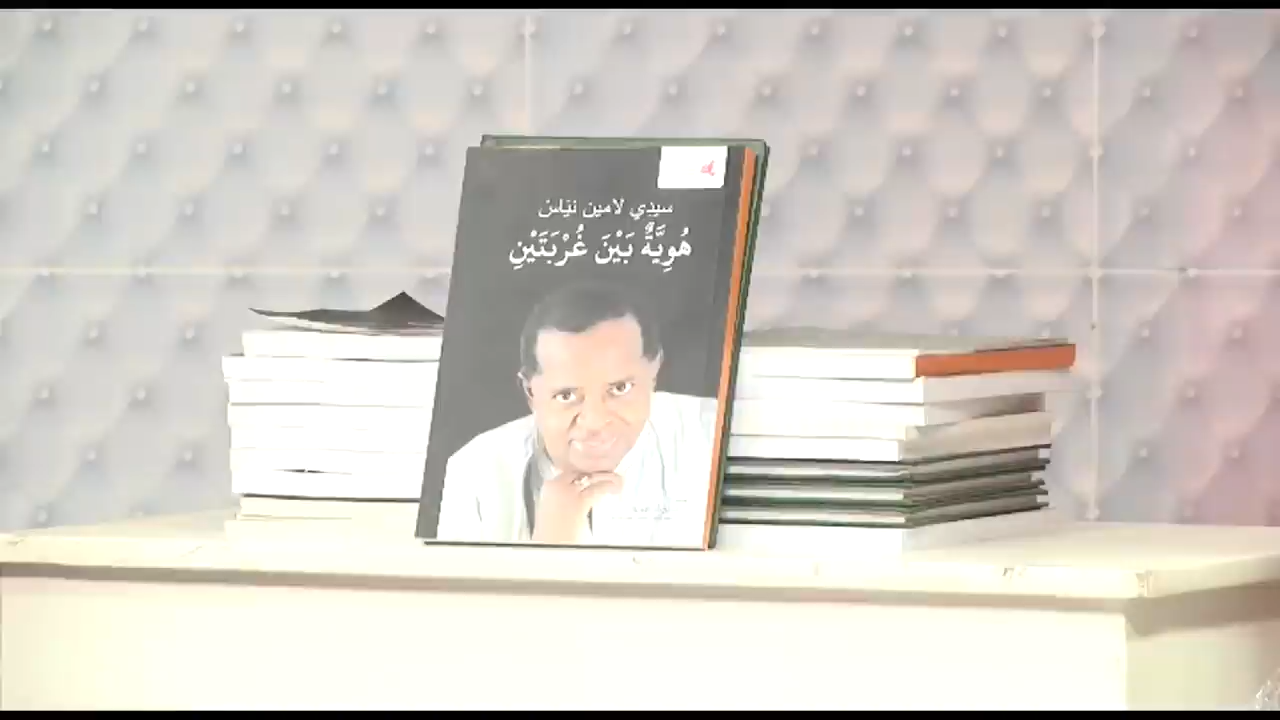 سيدي لامين نياس
هُوِيَّةٌ بَيْنَ غُرْبَتَيْنِ